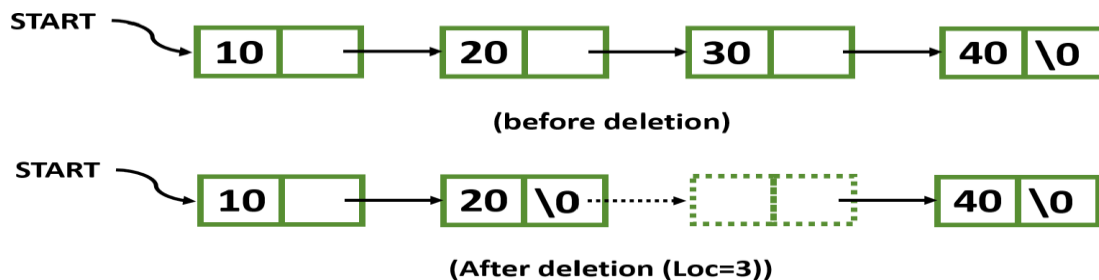 START
10 20 30 40 \0
(before deletion)
START
10 20 \0 40 \0
(After deletion (Loc=3))